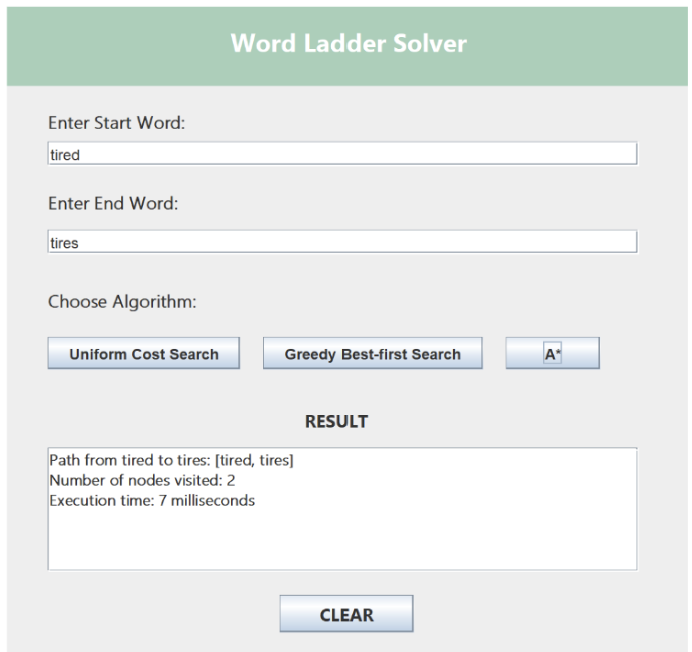 Word Ladder Solver
Enter Start Word:
tired
Enter End Word:
tires
Choose Algorithm:
Uniform Cost Search Greedy Best-first Search A*
RESULT
Path from tired to tires: [tired, tires]
Number of nodes visited: 2
Execution time: 7 milliseconds
CLEAR